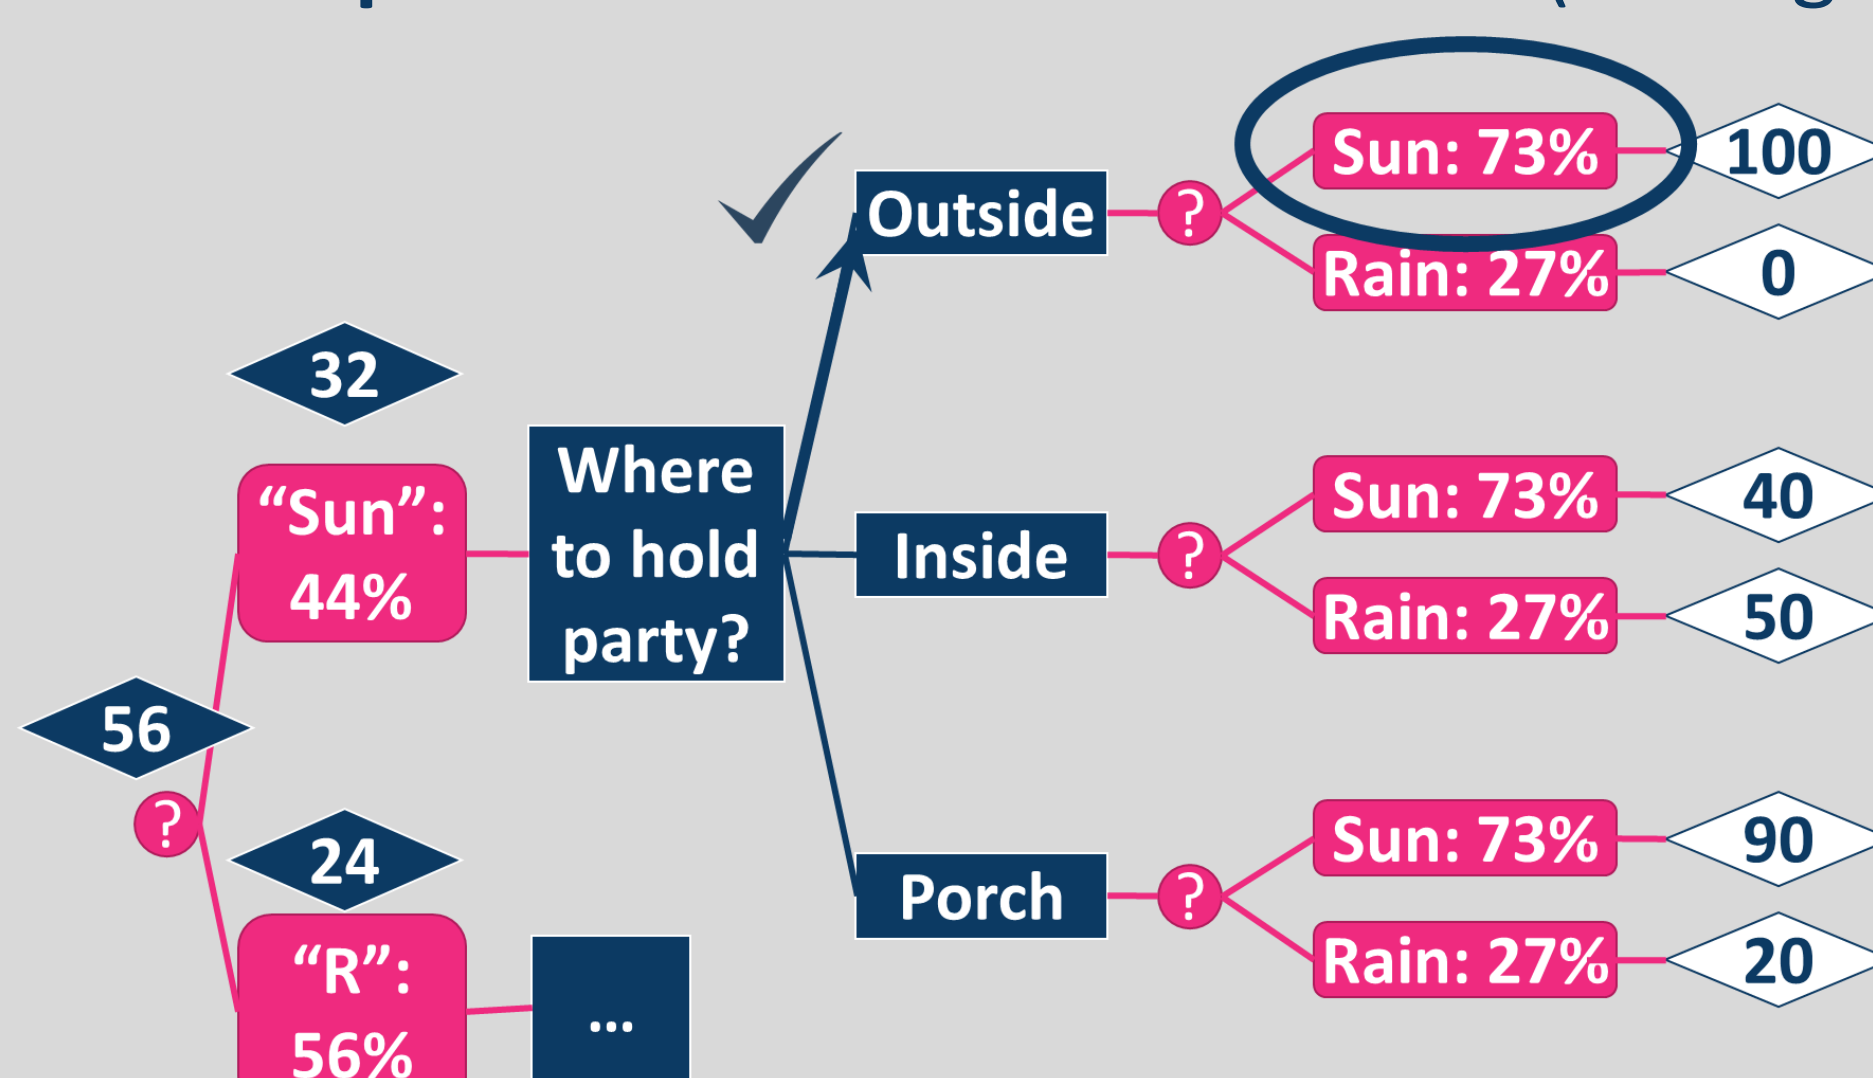 Outside
?
Sun: 73%
100
Rain: 27%
0
32
“Sun”:
44%
Where
to hold
party?
Inside
?
Sun: 73%
40
Rain: 27%
50
56
?
24
“R”:
56%
...
Porch
?
Sun: 73%
90
Rain: 27%
20